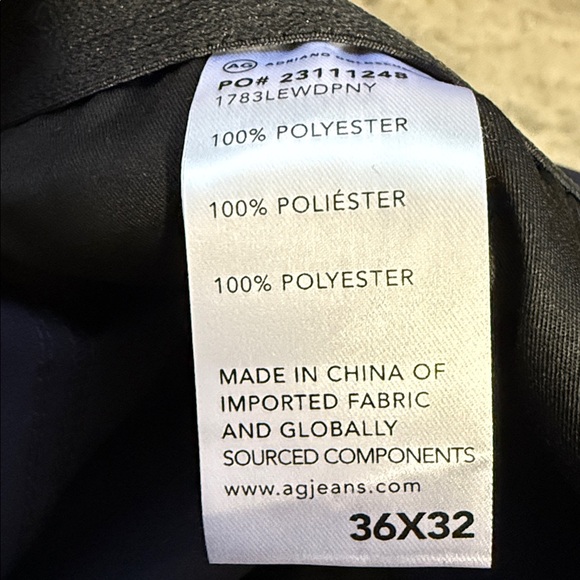 AG ADRIANO
PO# 23111248
1783LEWDPNY
100% POLYESTER
100% POLIÉSTER
100% POLYESTER
MADE IN CHINA OF
IMPORTED FABRIC
AND GLOBALLY
SOURCED COMPONENTS
www.agjeans.com
36X32